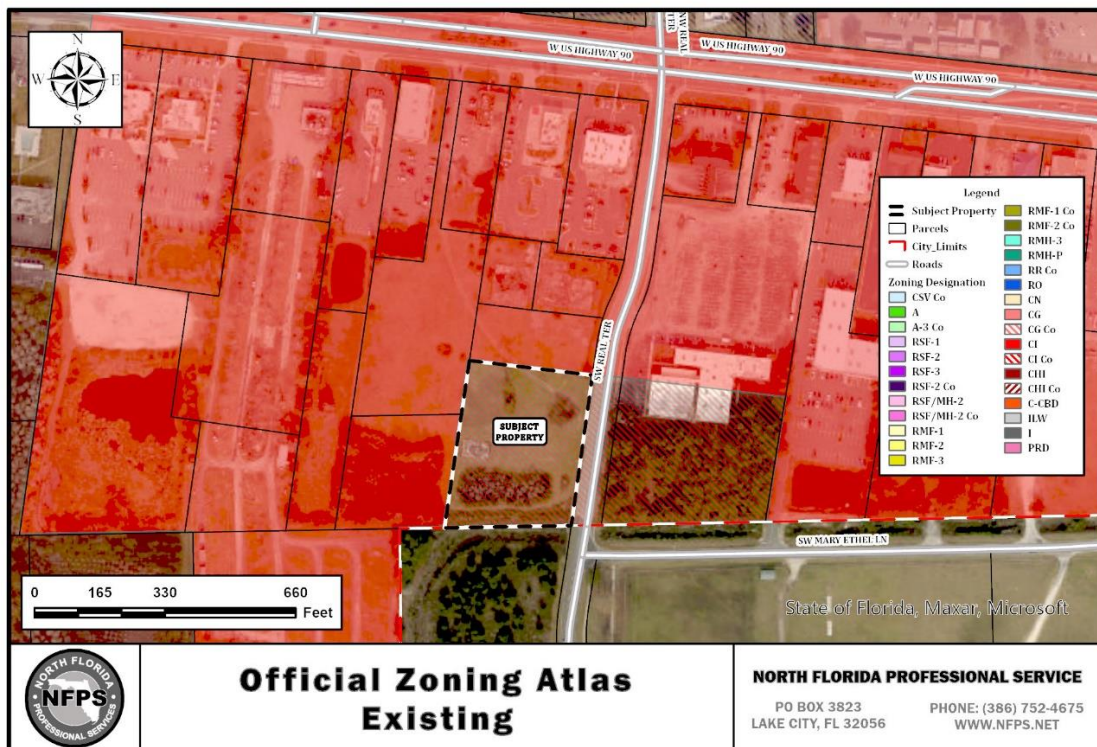 N
W E
S
W US HIGHWAY 90
W US HIGHWAY 90
W US HIGHWAY 90
NW REAL
TER
SW REAL TER
SUBJECT
PROPERTY
SW MARY ETHEL LN
Legend
Subject Property
Parcels
City_Limits
Roads
Zoning Designation
CSV Co
A
A-3 Co
RSF-1
RSF-2
RSF-3
RSF-2 Co
RSF/MH-2
RSF/MH-2 Co
RMF-1
RMF-2
RMF-3
RMF-1 Co
RMF-2 Co
RMH-3
RMH-P
RR Co
RO
CN
CG
CG Co
CI
CI Co
CHI
CHI Co
C-CBD
ILW
I
PRD
0 165 330 660
Feet
State of Florida, Maxar, Microsoft
NORTH FLORIDA
NFPS
PROFESSIONAL SERVICES
Official Zoning Atlas
Existing
NORTH FLORIDA PROFESSIONAL SERVICE
PO BOX 3823
LAKE CITY, FL 32056
PHONE: (386) 752-4675
WWW.NFPS.NET